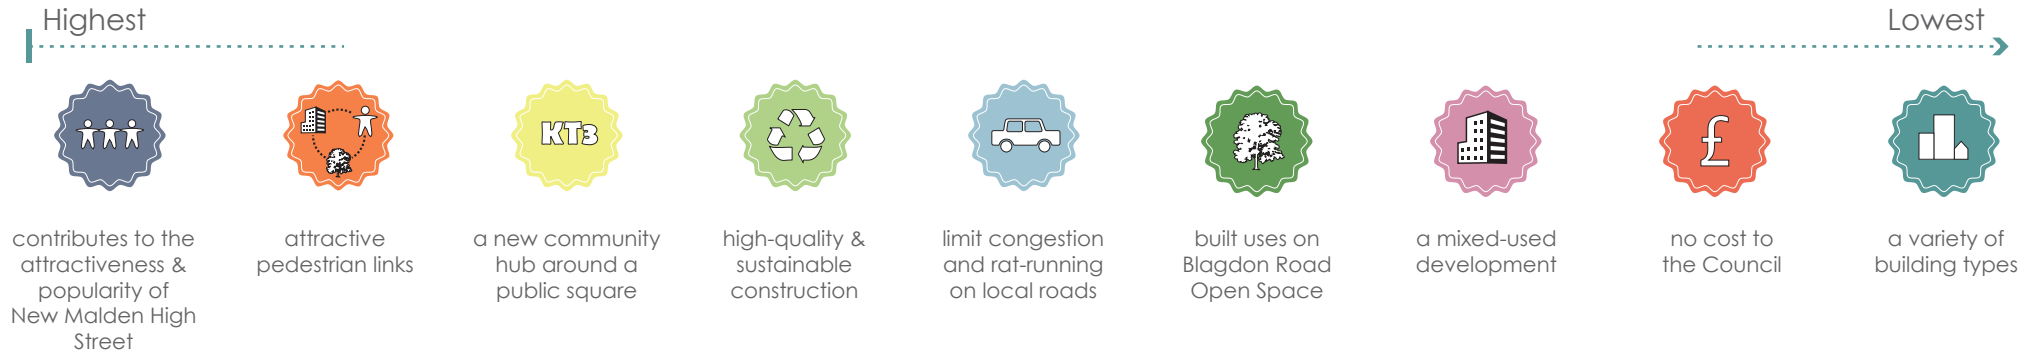 Highest
Lowest
KT3
£
contributes to the
attractiveness &
popularity of
New Malden High
Street
attractive
pedestrian links
a new community
hub around a
public square
high-quality &
sustainable
construction
limit congestion
and rat-running
on local roads
built uses on
Blagdon Road
Open Space
a mixed-used
development
no cost to
the Council
a variety of
building types